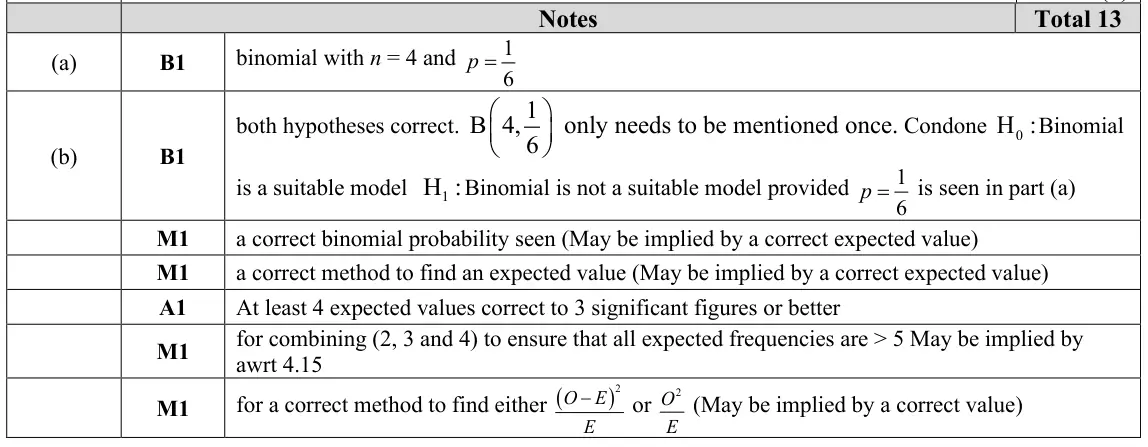 Notes Total 13
(a) B1 binomial with n = 4 and p = 1/6
(b) B1 both hypotheses correct. B(4, 1/6) only needs to be mentioned once. Condone H₀ : Binomial
is a suitable model H₁ : Binomial is not a suitable model provided p = 1/6 is seen in part (a)
M1 a correct binomial probability seen (May be implied by a correct expected value)
M1 a correct method to find an expected value (May be implied by a correct expected value)
A1 At least 4 expected values correct to 3 significant figures or better
M1 for combining (2, 3 and 4) to ensure that all expected frequencies are > 5 May be implied by
awrt 4.15
M1 for a correct method to find either (O − E)²/E or O²/E (May be implied by a correct value)